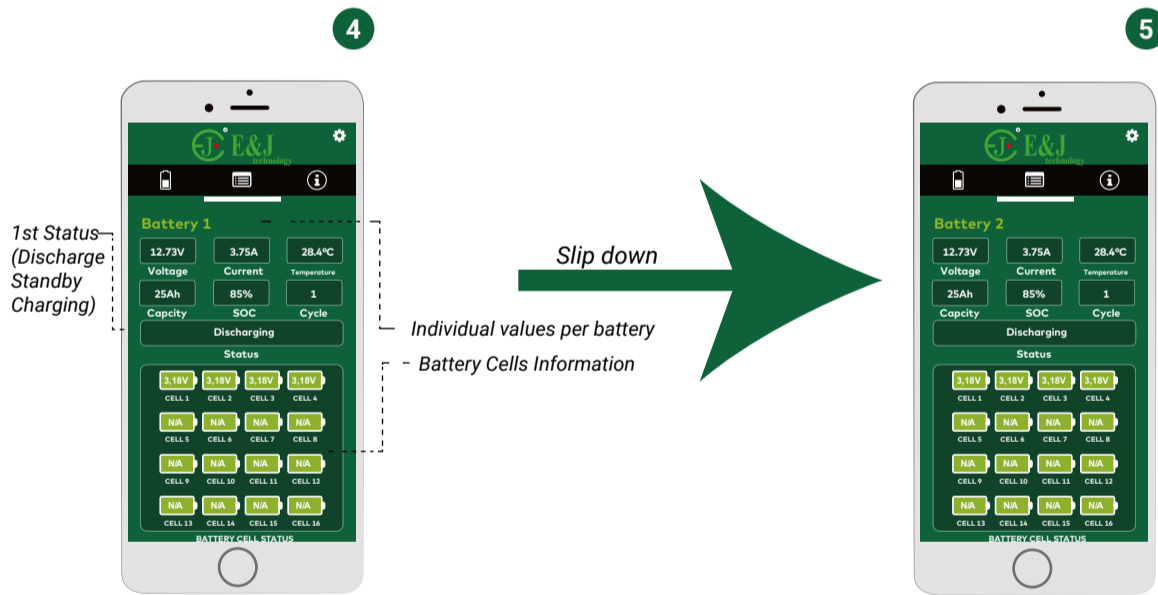 4
E&J
technology
Battery 1
12.73V 3.75A 28.4ºC
Voltage Current Temperature
25Ah 85% 1
Capcity SOC Cycle
Discharging
Status
3,18V 3,18V 3,18V 3,18V
CELL 1 CELL 2 CELL 3 CELL 4
N/A N/A N/A N/A
CELL 5 CELL 6 CELL 7 CELL 8
N/A N/A N/A N/A
CELL 9 CELL 10 CELL 11 CELL 12
N/A N/A N/A N/A
CELL 13 CELL 14 CELL 15 CELL 16
BATTERY CELL STATUS
1st Status
(Discharge
Standby
Charging)
Individual values per battery
Battery Cells Information
Slip down
5
E&J
technology
Battery 2
12.73V 3.75A 28.4ºC
Voltage Current Temperature
25Ah 85% 1
Capcity SOC Cycle
Discharging
Status
3,18V 3,18V 3,18V 3,18V
CELL 1 CELL 2 CELL 3 CELL 4
N/A N/A N/A N/A
CELL 5 CELL 6 CELL 7 CELL 8
N/A N/A N/A N/A
CELL 9 CELL 10 CELL 11 CELL 12
N/A N/A N/A N/A
CELL 13 CELL 14 CELL 15 CELL 16
BATTERY CELL STATUS